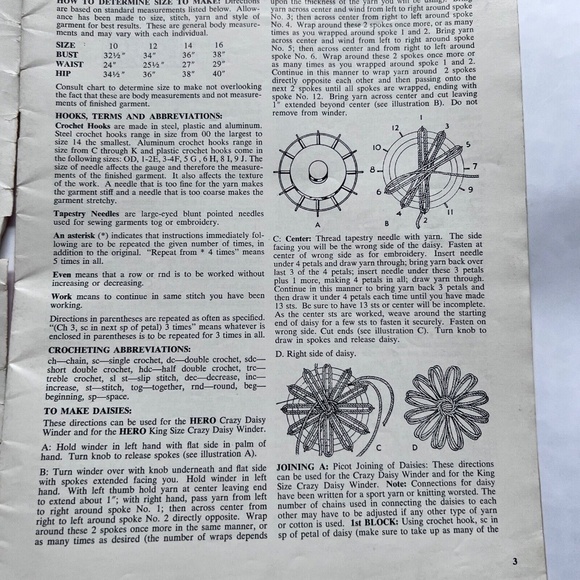 HOW TO DETERMINE SIZE TO MAKE: Directions
are based on standard measurements listed below. Allow-
ance has been made to size, stitch, yarn and style of
garment for best results. These are general body measure-
ments and may vary with each individual.
SIZE 10 12 14 16
BUST 32½" 34" 36" 38"
WAIST 24" 25½" 27" 29"
HIP 34½" 36" 38" 40"
Consult chart to determine size to make not overlooking
the fact that these are body measurements and not measure-
ments of finished garment.
HOOKS, TERMS AND ABBREVIATIONS:
Crochet Hooks are made in steel, plastic and aluminum.
Steel crochet hooks range in size from 00 the largest to
size 14 the smallest. Aluminum crochet hooks range in
size from C through K and plastic crochet hooks come in
the following sizes: OD, 1-2E, 3-4F, 5 G, 6 H, 8 I, 9 J. The
size of needle affects the gauge and therefore the measure-
ments of the finished garment. It also affects the texture
of the work. A needle that is too fine for the yarn makes
the garment stiff and a needle that is too coarse makes the
garment stretchy.
Tapestry Needles are large-eyed blunt pointed needles
used for sewing garments tog or embroidery.
An asterisk (*) indicates that instructions immediately fol-
lowing are to be repeated the given number of times, in
addition to the original. "Repeat from * 4 times" means
5 times in all.
Even means that a row or rnd is to be worked without
increasing or decreasing.
Work means to continue in same stitch you have been
working.
Directions in parentheses are repeated as often as specified.
"(Ch 3, sc in next sp of petal) 3 times" means whatever is
enclosed in parentheses is to be repeated for 3 times in all.
CROCHETING ABBREVIATIONS:
ch—chain, sc—single crochet, dc—double crochet, sdc—
short double crochet, hdc—half double crochet, trc—
treble crochet, sl st—slip stitch, dec—decrease, inc—
increase, st—stitch, tog—together, rnd—round, beg—
beginning, sp—space.
TO MAKE DAISIES:
These directions can be used for the HERO Crazy Daisy
Winder and for the HERO King Size Crazy Daisy Winder.
A: Hold winder in left hand with flat side in palm of
hand. Turn knob to release spokes (see illustration A).
B: Turn winder over with knob underneath and flat side
with spokes extended facing you. Hold winder in left
hand. With left thumb hold yarn at center leaving end
to extend about 1"; with right hand, pass yarn from left
to right around spoke No. 1; then across center from
right to left around spoke No. 2 directly opposite. Wrap
around these 2 spokes once more in the same manner, or
as many times as desired (the number of wraps depends
upon the thickness of the yarn you will be using).
yarn across center and wind from left to right around spoke
No. 3; then across center from right to left around spoke
No. 4. Wrap around these 2 spokes once more, or as many
times as you wrapped around spoke 1 and 2. Bring yarn
across center and wind from left to right around spoke
No. 5; then across center and from right to left around
spoke No. 6. Wrap around these 2 spokes once more or
as many times as you wrapped around spoke 1 and 2.
Continue in this manner to wrap yarn around 2 spokes
directly opposite each other and then passing onto the
next 2 spokes until all spokes are wrapped, ending with
spoke No. 12. Bring yarn across center and cut leaving
1" extended beyond center (see illustration B). Do not
remove from winder.
1
3
12
5
10
8
7
6
9
4
2
11
A
B
C: Center: Thread tapestry needle with yarn. The side
facing you will be the wrong side of the daisy. Fasten at
center of wrong side as for embroidery. Insert needle
under 4 petals and draw yarn through; bring yarn back over
last 3 of the 4 petals; insert needle under these 3 petals
plus 1 more, making 4 petals in all; draw yarn through.
Continue in this manner to bring yarn back 3 petals and
then draw it under 4 petals each time until you have made
13 sts. Be sure to have 13 sts or center will be incomplete.
As the center sts are worked, weave around the starting
end of daisy for a few sts to fasten it securely. Fasten on
wrong side. Cut ends (see illustration C). Turn knob to
draw in spokes and release daisy.
D. Right side of daisy.
C
D
JOINING A: Picot Joining of Daisies: These directions
can be used for the Crazy Daisy Winder and for the King
Size Crazy Daisy Winder. Note: Connections for daisy
have been written for a sport yarn or knitting worsted. The
number of chains used in connecting the daisies to each
other may have to be adjusted if any other type of yarn
or cotton is used. 1st BLOCK: Using crochet hook, sc in
sp of petal of daisy (make sure to take up as many of the
3